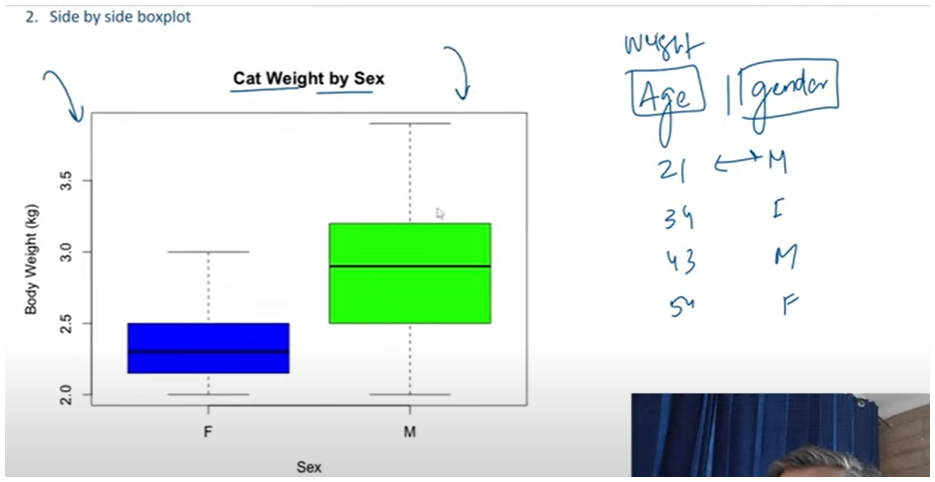 2. Side by side boxplot
Cat Weight by Sex
Body Weight (kg)
3.5
3.0
2.5
2.0
F
M
Sex
Weight
Age | gender
21 M
34 I
43 M
54 F